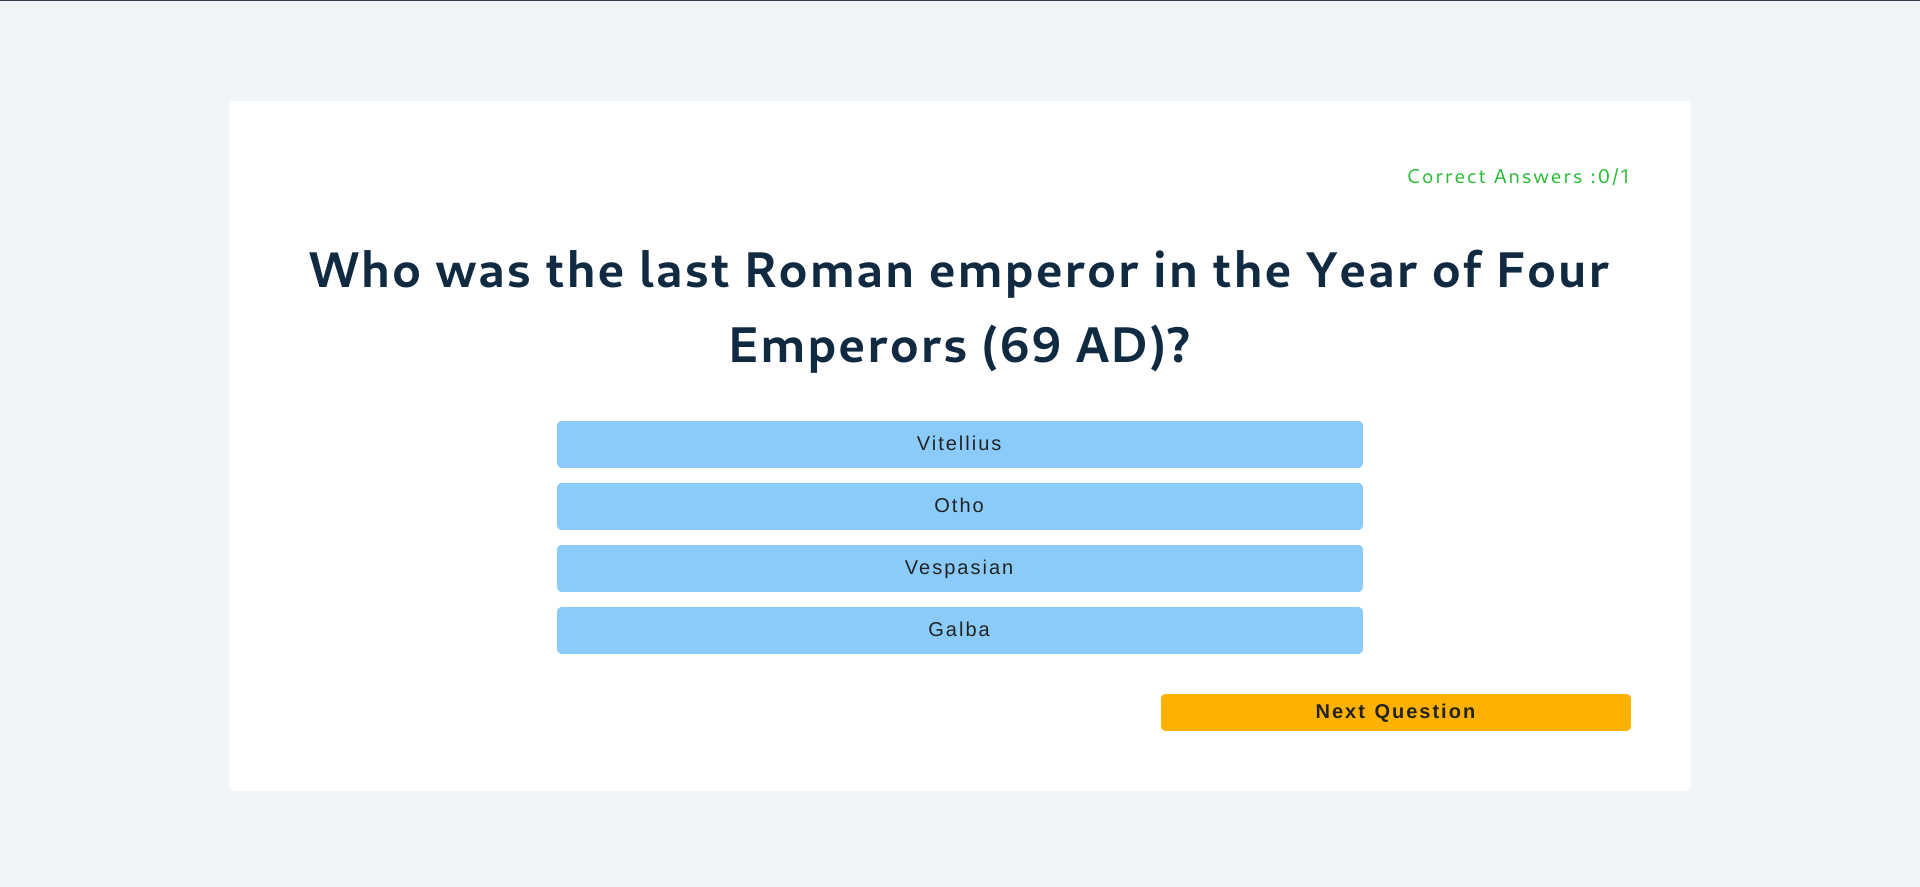 Correct Answers :0/1
Who was the last Roman emperor in the Year of Four
Emperors (69 AD)?
Vitellius
Otho
Vespasian
Galba
Next Question